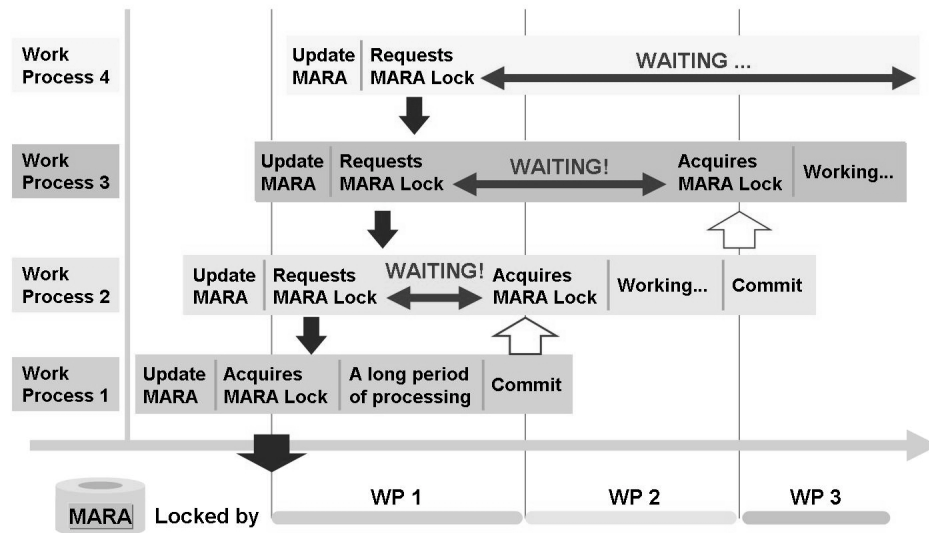 Work
Process 4
Update
MARA
Requests
MARA Lock
WAITING ...
Work
Process 3
Update
MARA
Requests
MARA Lock
WAITING!
Acquires
MARA Lock
Working...
Work
Process 2
Update
MARA
Requests
MARA Lock
WAITING!
Acquires
MARA Lock
Working...
Commit
Work
Process 1
Update
MARA
Acquires
MARA Lock
A long period
of processing
Commit
MARA
Locked by
WP 1
WP 2
WP 3